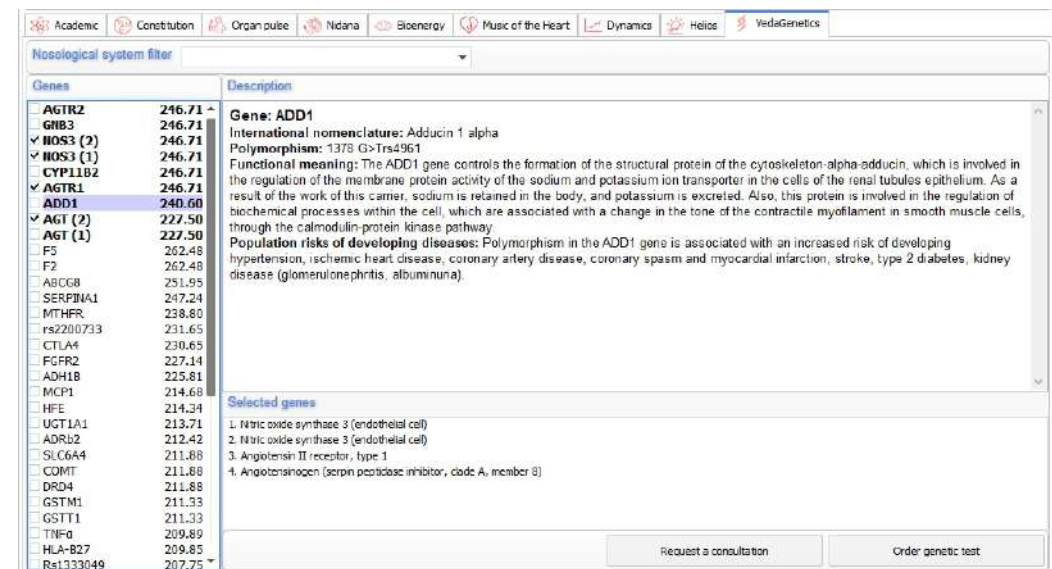 Academic Constitution Organ pulse Nidana Bioenergy Music of the Heart Dynamics Helios VedaGenetics
Nosological system filter
Genes
AGTR2 246.71
GNB3 246.71
NOS3 (2) 246.71
NOS3 (1) 246.71
CYP11B2 246.71
AGTR1 246.71
ADD1 240.60
AGT (2) 227.50
AGT (1) 227.50
F5 262.48
F2 262.48
ABCG8 251.95
SERPINA1 247.24
MTHFR 238.80
rs2200733 231.65
CTLA4 230.65
FGFR2 227.14
ADH1B 225.81
MCP1 214.68
HFE 214.34
UGT1A1 213.71
ADRb2 212.42
SLC6A4 211.88
COMT 211.88
DRD4 211.88
GSTM1 211.33
GSTT1 211.33
TNFα 209.89
HLA-B27 209.85
Rs1333049 207.75
Description
Gene: ADD1
International nomenclature: Adducin 1 alpha
Polymorphism: 1378 G>Trs4961
Functional meaning: The ADD1 gene controls the formation of the structural protein of the cytoskeleton-alpha-adducin, which is involved in
the regulation of the membrane protein activity of the sodium and potassium ion transporter in the cells of the renal tubules epithelium. As a
result of the work of this carrier, sodium is retained in the body, and potassium is excreted. Also, this protein is involved in the regulation of
biochemical processes within the cell, which are associated with a change in the tone of the contractile myofilament in smooth muscle cells,
through the calmodulin-protein kinase pathway
Population risks of developing diseases: Polymorphism in the ADD1 gene is associated with an increased risk of developing
hypertension, ischemic heart disease, coronary artery disease, coronary spasm and myocardial infarction, stroke, type 2 diabetes, kidney
disease (glomerulonephritis, albuminuria).
Selected genes
1. Nitric oxide synthase 3 (endothelial cell)
2. Nitric oxide synthase 3 (endothelial cell)
3. Angiotensin II receptor, type 1
4. Angiotensinogen (serpin peptidase inhibitor, clade A, member 8)
Request a consultation Order genetic test